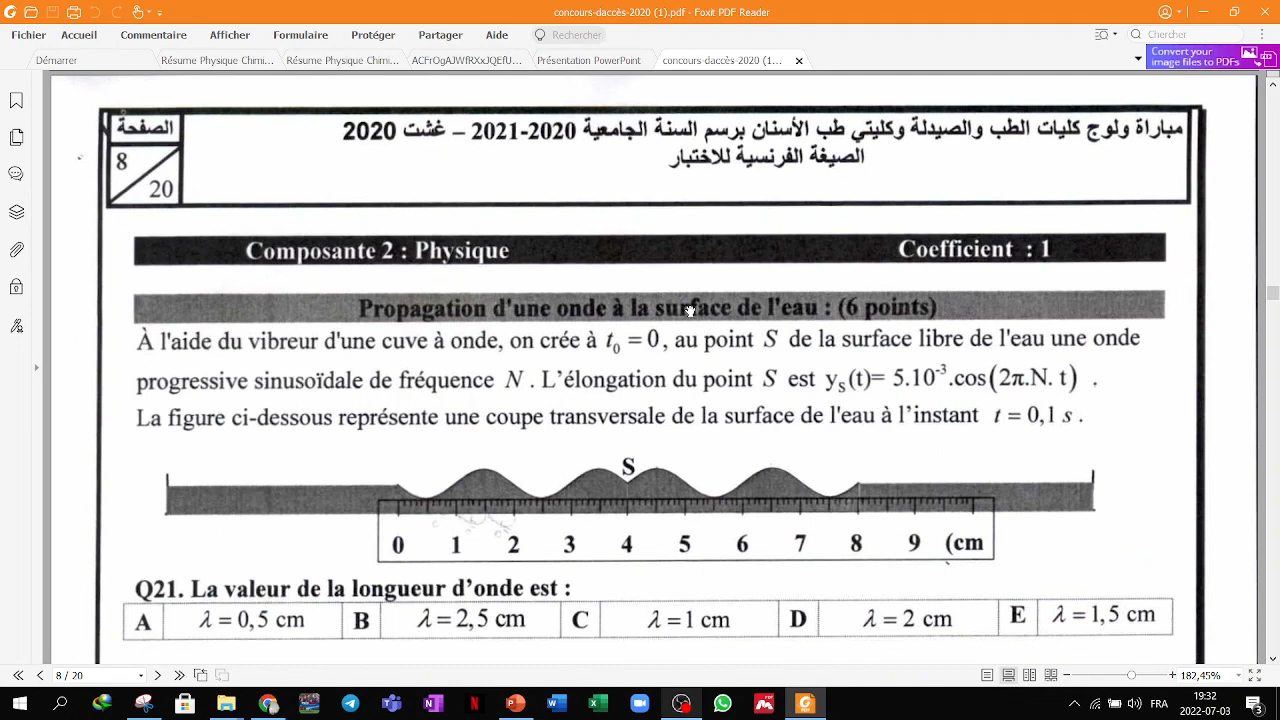 concours-daccès-2020 (1).pdf - Foxit PDF Reader
Fichier Accueil Commentaire Afficher Formulaire Protéger Partager Aide Rechercher Chercher
Démarrer Résume Physique Chimi... Résume Physique Chimi... ACFrOgA Présentation PowerPoint concours-daccès-2020 (1... Convert your
image files to PDFs
الصفحة
8
20
مباراة ولوج كليات الطب والصيدلة وكليتي طب الأسنان برسم السنة الجامعية 2020-2021 – غشت 2020
الصيغة الفرنسية للاختبار
Composante 2 : Physique Coefficient : 1
Propagation d'une onde à la surface de l'eau : (6 points)
À l'aide du vibreur d'une cuve à onde, on crée à t₀ = 0, au point S de la surface libre de l'eau une onde
progressive sinusoïdale de fréquence N . L'élongation du point S est yₛ(t)= 5.10⁻³.cos(2π.N. t) .
La figure ci-dessous représente une coupe transversale de la surface de l'eau à l'instant t = 0,1 s .
S
0 1 2 3 4 5 6 7 8 9 (cm
Q21. La valeur de la longueur d'onde est :
A λ = 0,5 cm B λ = 2,5 cm C λ = 1 cm D λ = 2 cm E λ = 1,5 cm
8 / 20 182,45%
19:32
FRA
2022-07-03
3